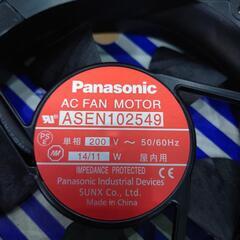 Panasonic
AC FAN MOTOR
ASEN102549
単相 200 V ～ 50/60Hz
14/11 W 屋内用
IMPEDANCE PROTECTED
Panasonic Industrial Devices
SUNX Co., Ltd.
Made in China